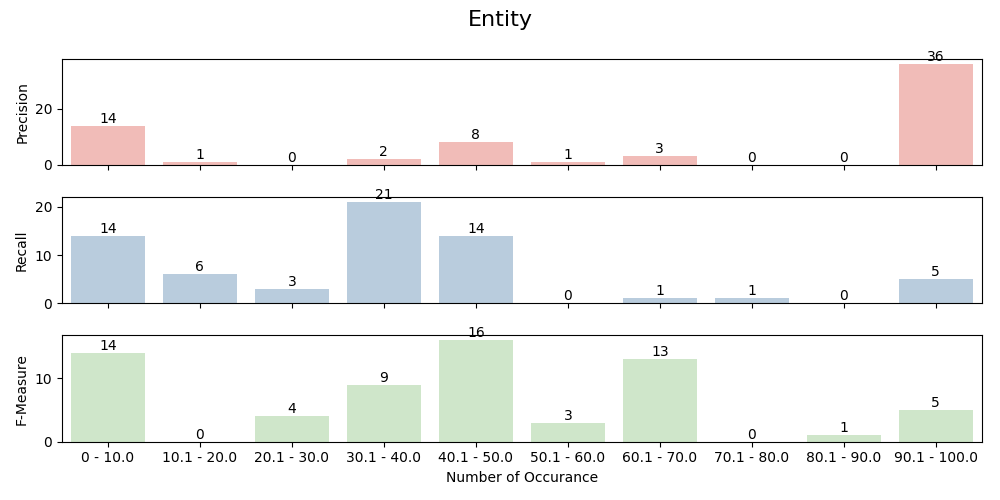 Entity
Precision
20
0
14
1
0
2
8
1
3
0
0
36
Recall
20
10
0
14
6
3
21
14
0
1
1
0
5
F-Measure
10
0
14
0
4
9
16
3
13
0
1
5
0 - 10.0
10.1 - 20.0
20.1 - 30.0
30.1 - 40.0
40.1 - 50.0
50.1 - 60.0
60.1 - 70.0
70.1 - 80.0
80.1 - 90.0
90.1 - 100.0
Number of Occurance